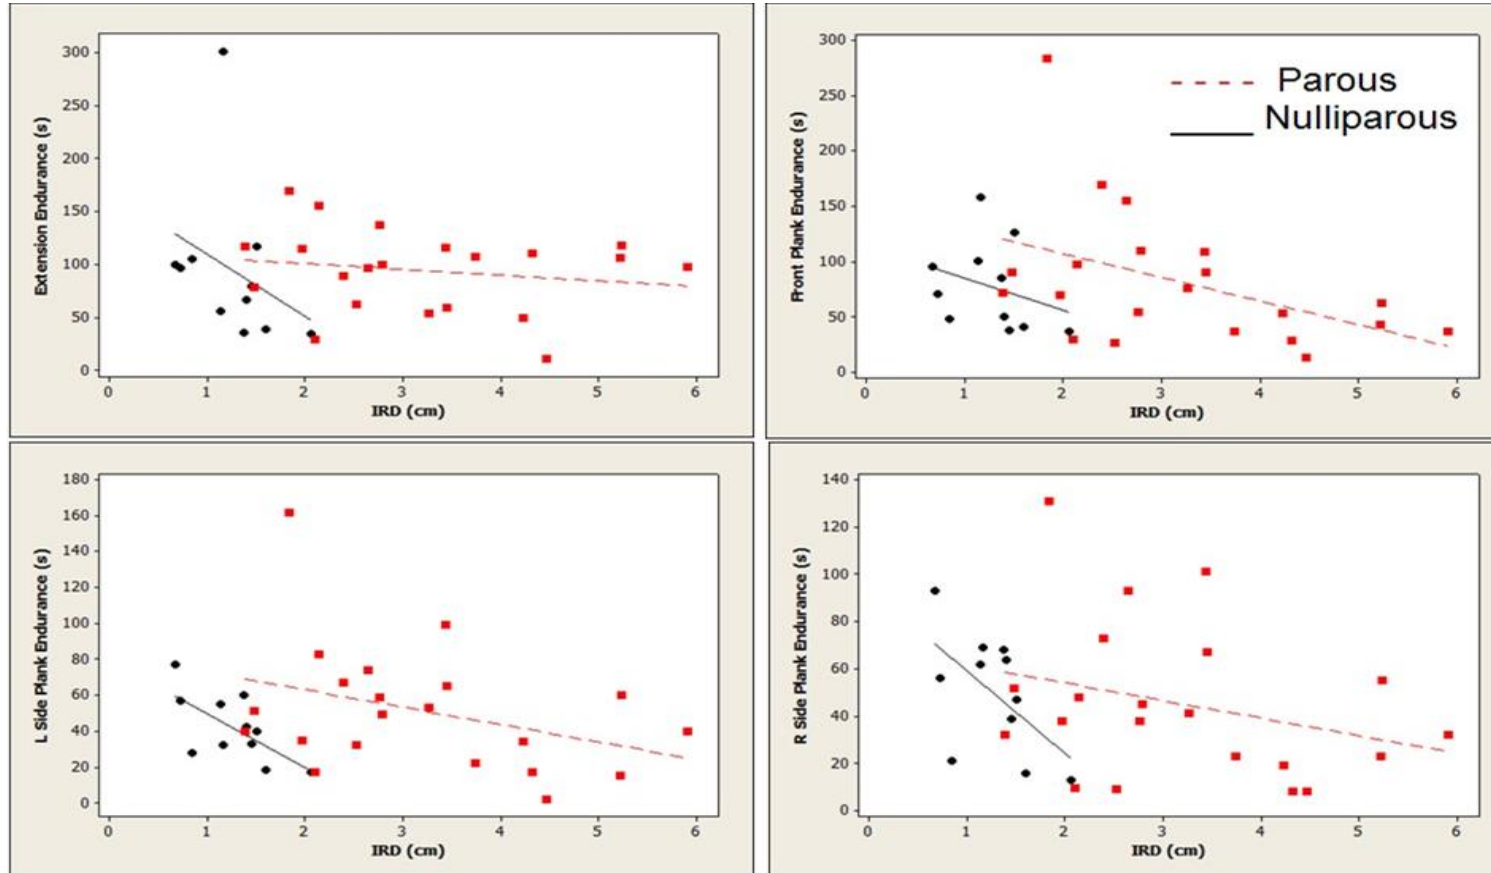 Extension Endurance (s)
300
250
200
150
100
50
0
0 1 2 3 4 5 6
IRD (cm)
Front Plank Endurance (s)
300
250
200
150
100
50
0
0 1 2 3 4 5 6
IRD (cm)
Parous
Nulliparous
L Side Plank Endurance (s)
180
160
140
120
100
80
60
40
20
0
0 1 2 3 4 5 6
IRD (cm)
R Side Plank Endurance (s)
140
120
100
80
60
40
20
0
0 1 2 3 4 5 6
IRD (cm)